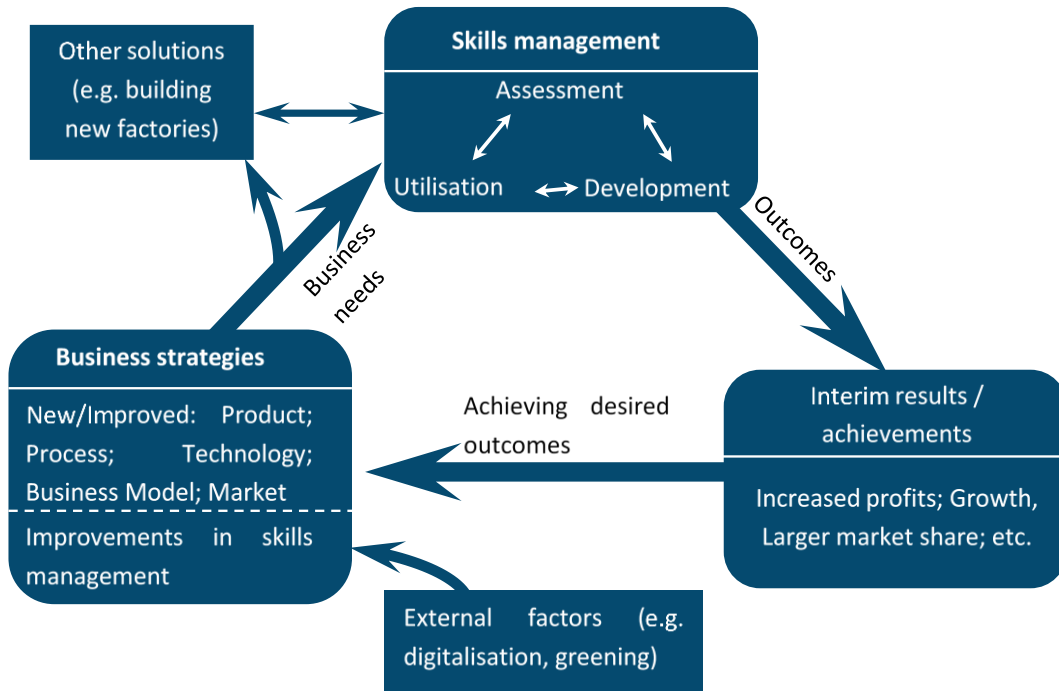 Other solutions
(e.g. building
new factories)
Skills management
Assessment
Utilisation
Development
Business
needs
Outcomes
Business strategies
New/Improved: Product;
Process; Technology;
Business Model; Market
Improvements in skills
management
Achieving desired
outcomes
Interim results /
achievements
Increased profits; Growth,
Larger market share; etc.
External factors (e.g.
digitalisation, greening)